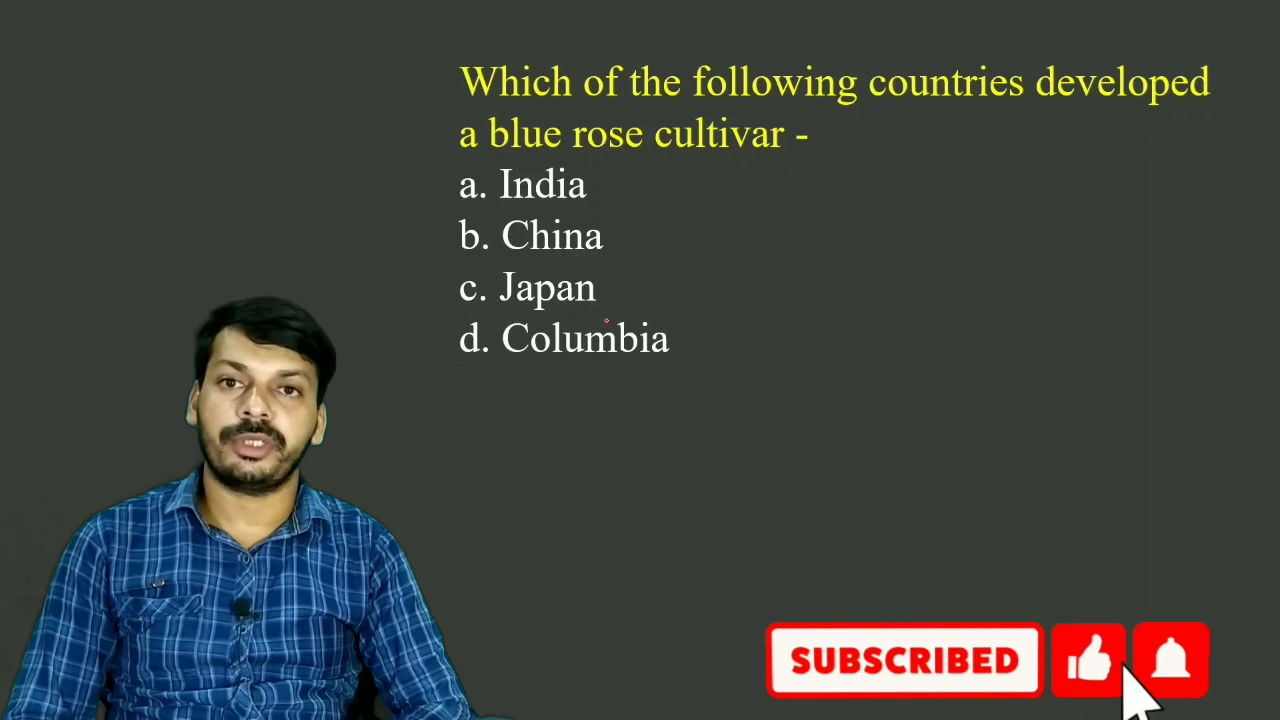 Which of the following countries developed
a blue rose cultivar -
a. India
b. China
c. Japan
d. Columbia
SUBSCRIBED